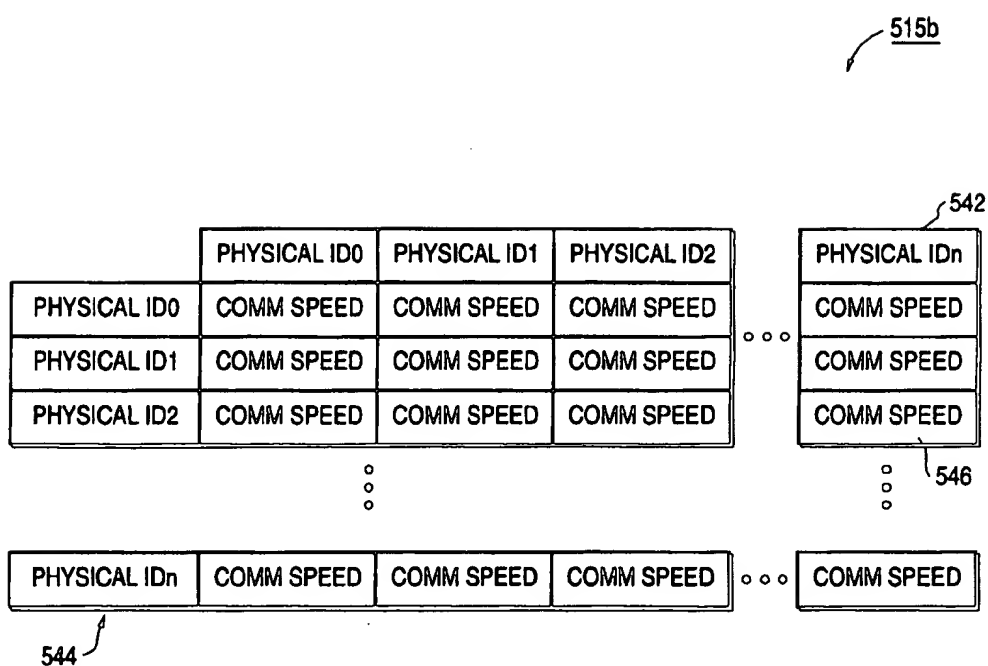 515b
542
PHYSICAL ID0 PHYSICAL ID1 PHYSICAL ID2 PHYSICAL IDn
PHYSICAL ID0 COMM SPEED COMM SPEED COMM SPEED COMM SPEED
PHYSICAL ID1 COMM SPEED COMM SPEED COMM SPEED COMM SPEED
PHYSICAL ID2 COMM SPEED COMM SPEED COMM SPEED COMM SPEED
546
PHYSICAL IDn COMM SPEED COMM SPEED COMM SPEED COMM SPEED
544